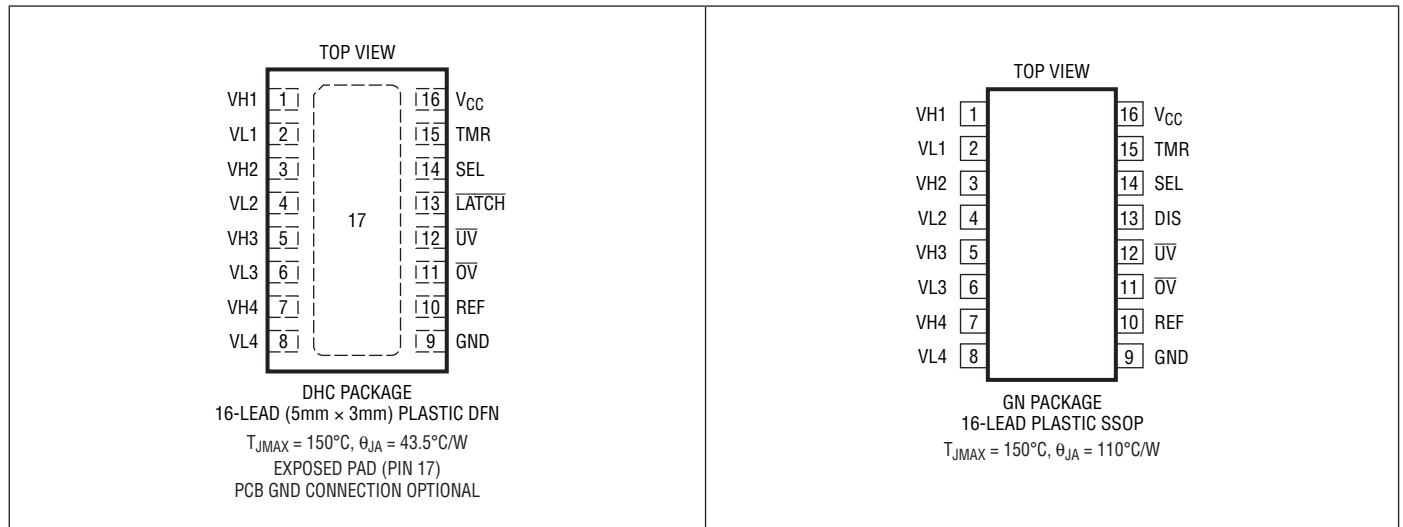 TOP VIEW
VH1 1 16 VCC
VL1 2 15 TMR
VH2 3 14 SEL
VL2 4 13 LATCH
VH3 5 12 UV
VL3 6 11 OV
VH4 7 10 REF
VL4 8 9 GND
17
DHC PACKAGE
16-LEAD (5mm × 3mm) PLASTIC DFN
TJMAX = 150°C, θJA = 43.5°C/W
EXPOSED PAD (PIN 17)
PCB GND CONNECTION OPTIONAL
TOP VIEW
VH1 1 16 VCC
VL1 2 15 TMR
VH2 3 14 SEL
VL2 4 13 DIS
VH3 5 12 UV
VL3 6 11 OV
VH4 7 10 REF
VL4 8 9 GND
GN PACKAGE
16-LEAD PLASTIC SSOP
TJMAX = 150°C, θJA = 110°C/W